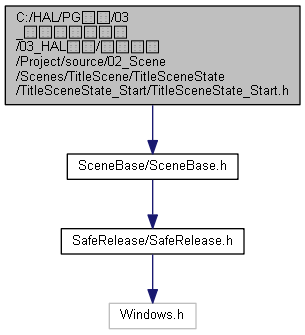 C:/HAL/PG□□/03
_□□□□□□□
/03_HAL□□/□□□□
/Project/source/02_Scene
/Scenes/TitleScene/TitleSceneState
/TitleSceneState_Start/TitleSceneState_Start.h
SceneBase/SceneBase.h
SafeRelease/SafeRelease.h
Windows.h